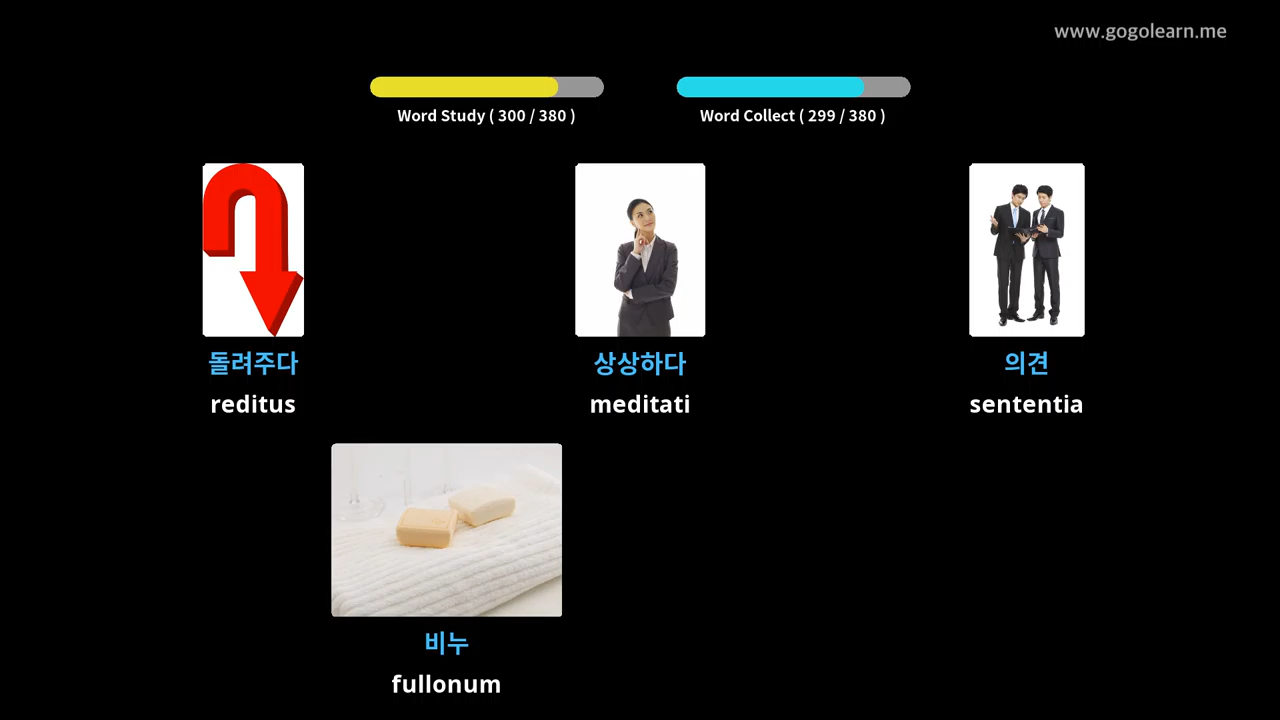 www.gogolearn.me
Word Study ( 300 / 380 )
Word Collect ( 299 / 380 )
돌려주다
reditus
상상하다
meditati
의견
sententia
비누
fullonum